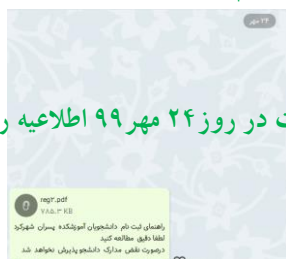 ۲۴ مهر
ت در روز ۲۴ مهر ۹۹ اطلاعیه ر
reg۲.pdf
۷۸۵.۳ KB
راهنمای ثبت نام دانشجویان آموزشکده پسران شهرکرد
لطفا دقیق مطالعه کنید
درصورت نقض مدارک دانشجو پذیرش نخواهد شد